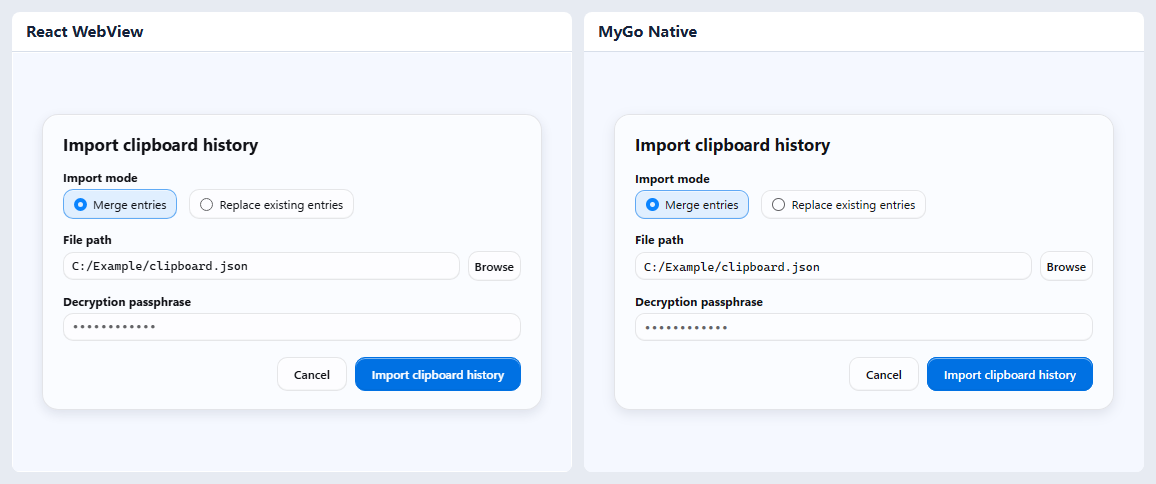 React WebView
Import clipboard history
Import mode
Merge entries
Replace existing entries
File path
C:/Example/clipboard.json
Browse
Decryption passphrase
••••••••••••
Cancel
Import clipboard history
MyGo Native
Import clipboard history
Import mode
Merge entries
Replace existing entries
File path
C:/Example/clipboard.json
Browse
Decryption passphrase
••••••••••••
Cancel
Import clipboard history